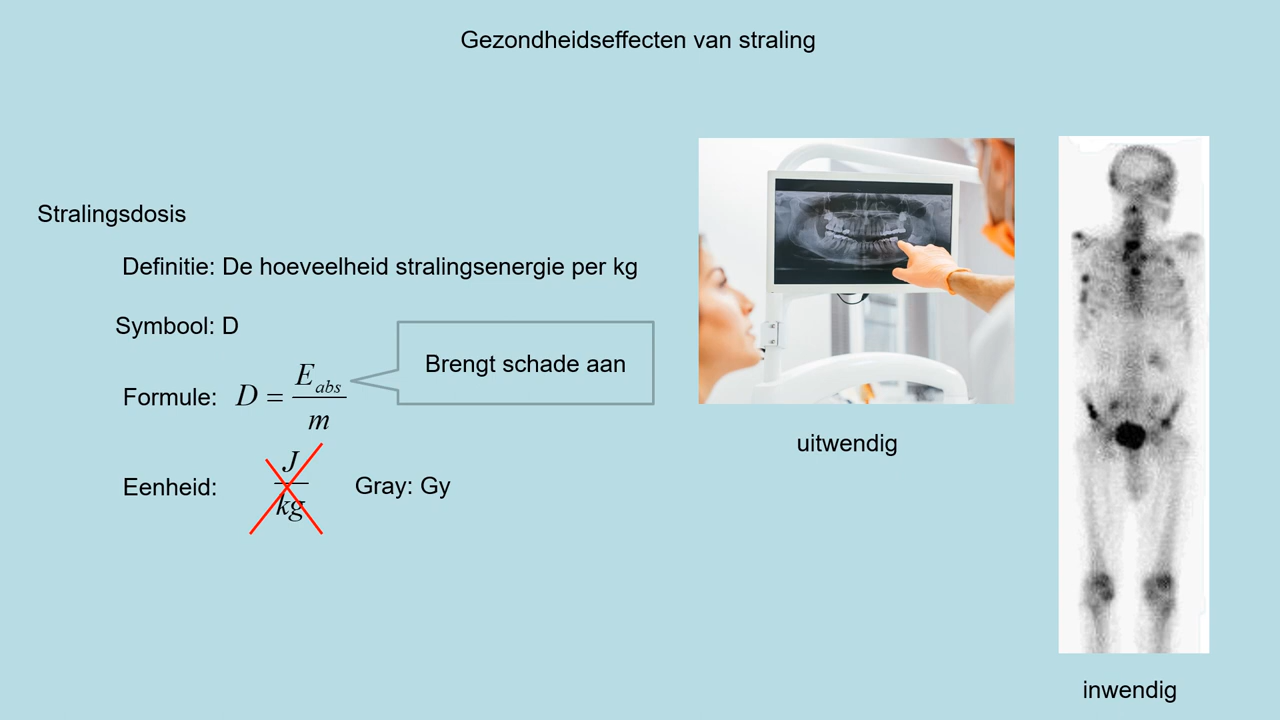 Gezondheidseffecten van straling
Stralingsdosis
Definitie: De hoeveelheid stralingsenergie per kg
Symbool: D
Formule: D = E_abs / m
Brengt schade aan
Eenheid: J / kg Gray: Gy
uitwendig
inwendig